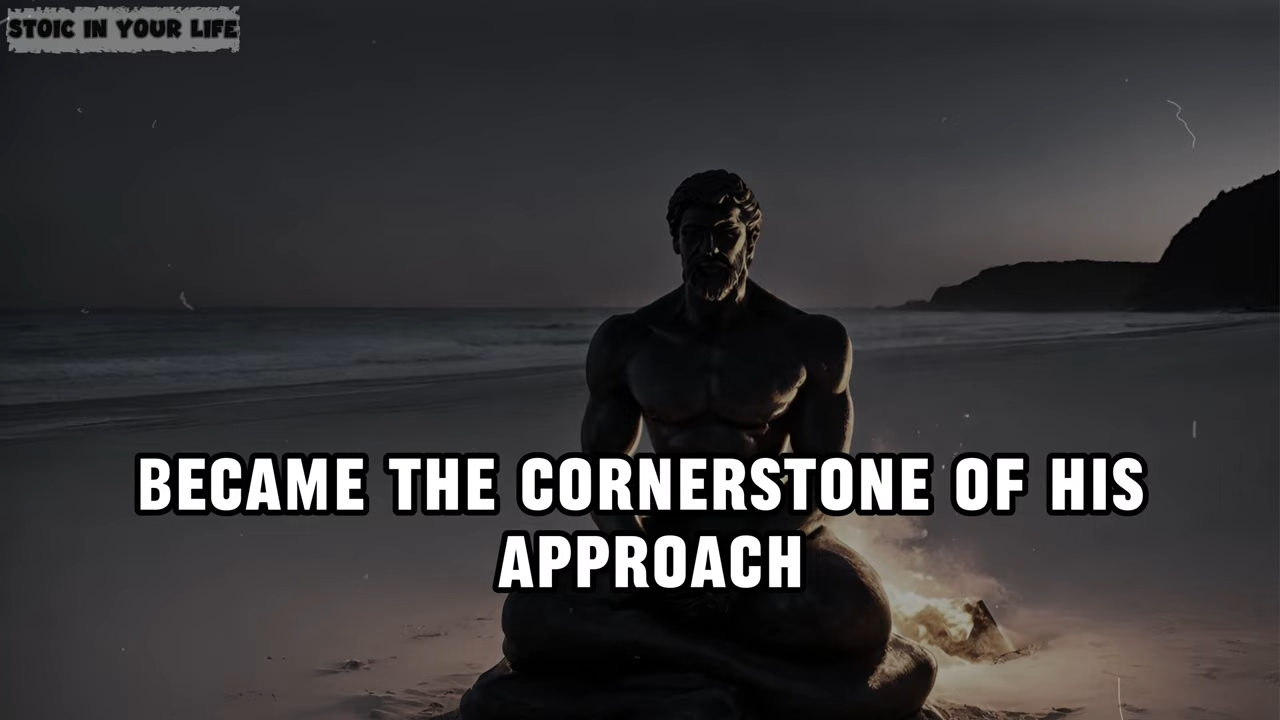 STOIC IN YOUR LIFE
BECAME THE CORNERSTONE OF HIS
APPROACH